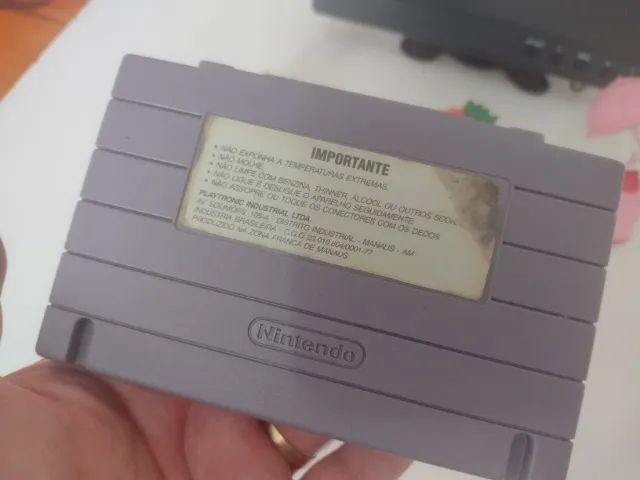 IMPORTANTE
• NÃO EXPONHA A TEMPERATURAS EXTREMAS.
• NÃO MOLHE.
• NÃO LIMPE COM BENZINA, THINNER, ÁLCOOL OU OUTROS
• NÃO LIGUE E DESLIGUE O APARELHO SEGUIDAMENTE.
• NÃO ASSOPRE OU TOQUE OS CONECTORES COM OS DEDOS.
PLAYTRONIC INDUSTRIAL LTDA.
AV. SOLIMÕES, 105-A - DISTRITO INDUSTRIAL - MANAUS - AM
INDÚSTRIA BRASILEIRA - C.G.C.
PRODUZIDO NA ZONA FRANCA DE MANAUS
Nintendo